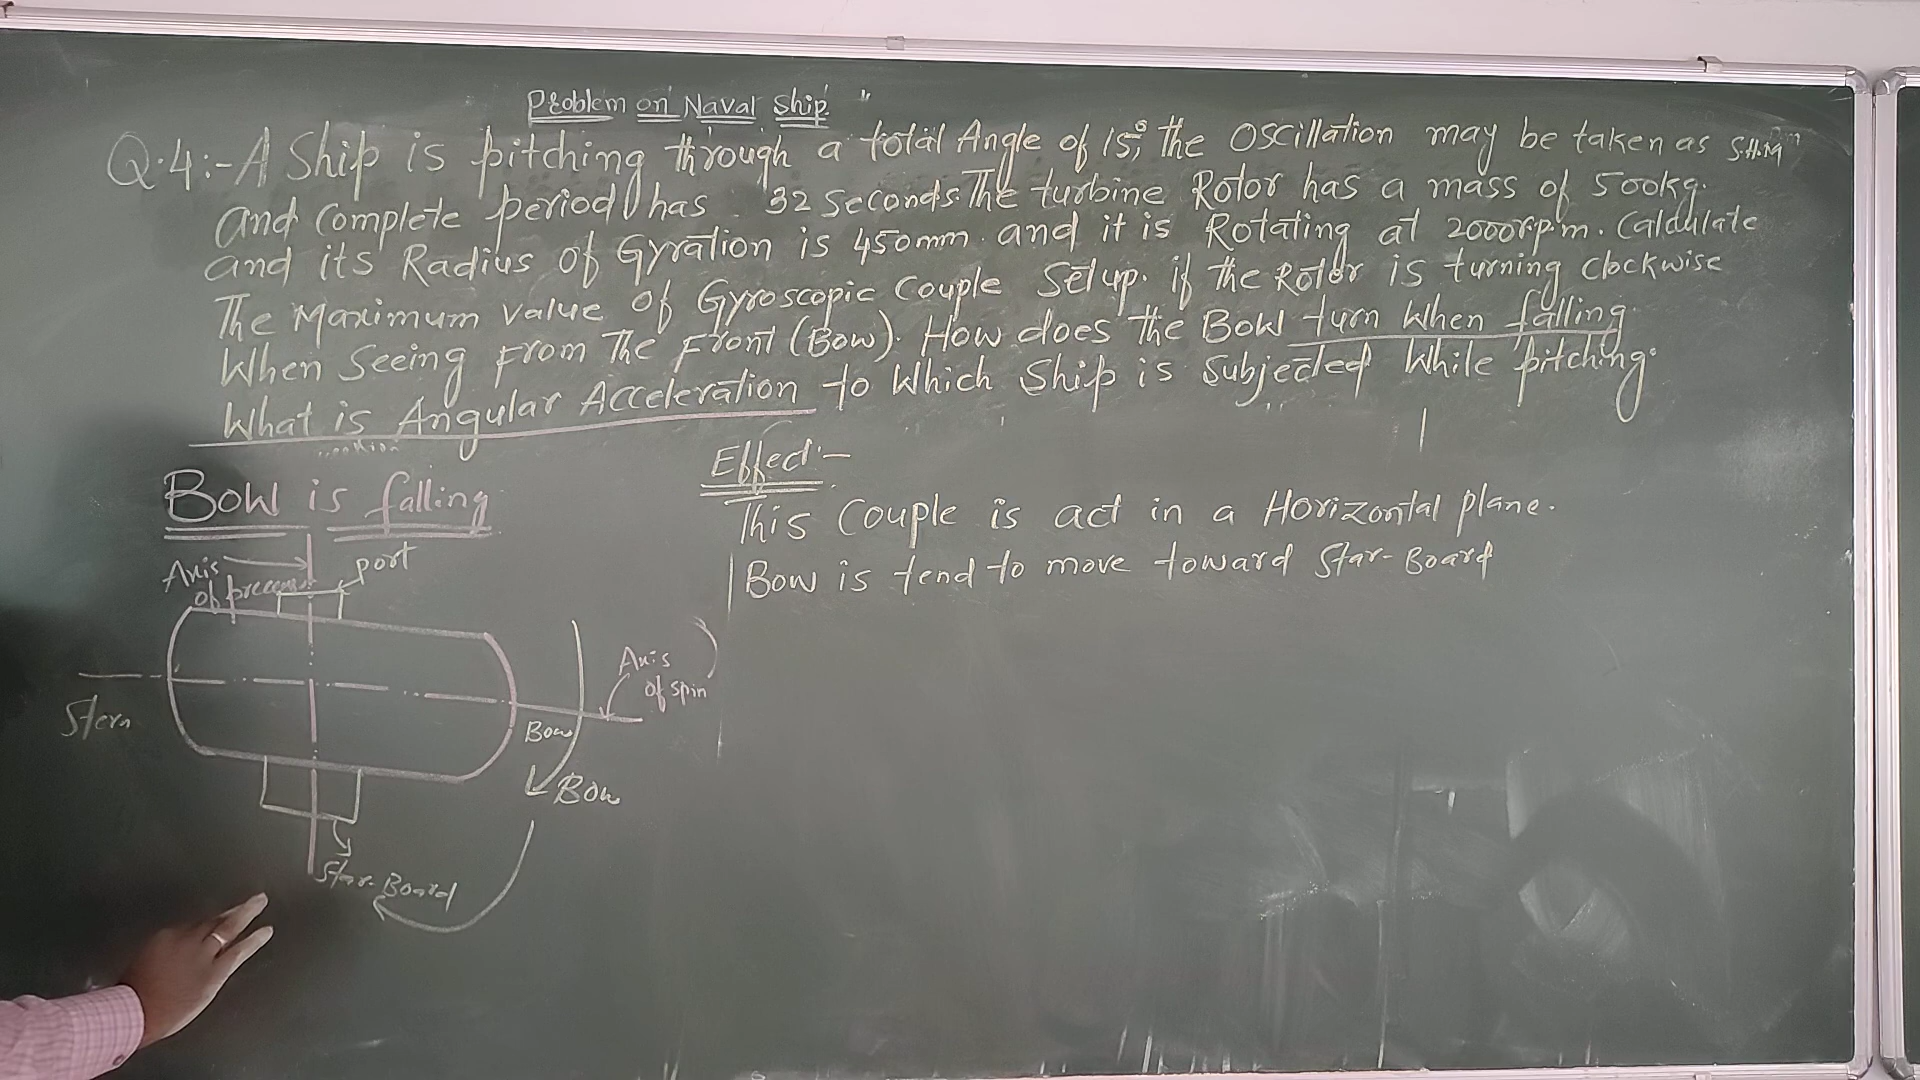 Problem on Naval Ship "
Q.4:- A Ship is pitching through a total Angle of 15°, the Oscillation may be taken as S.H.M
and Complete period has 32 Seconds. The turbine Rotor has a mass of 500kg.
and its Radius of Gyration is 450mm. and it is Rotating at 2000r.p.m. Caldulate
The Maximum value of Gyroscopic Couple Setup. if the Rotor is turning Clockwise
When Seeing From The Front (Bow). How does the Bow turn When falling.
What is Angular Acceleration to Which Ship is Subjected While pitching.
Bow is falling
Axis of
port
Stern
Bow
Axis of spin
Bow
Star-Board
Effect:-
This Couple is act in a Horizontal plane.
Bow is tend to move toward Star-Board